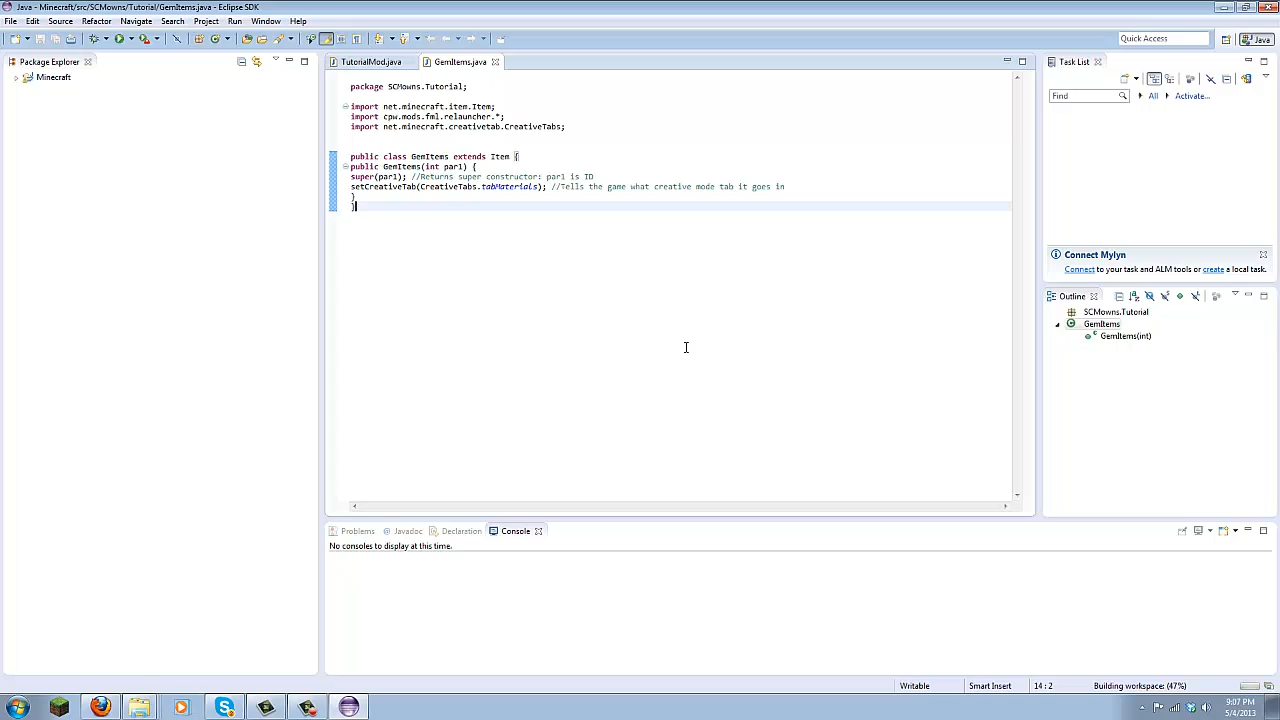 Java - Minecraft/src/SCMowns/Tutorial/GemItems.java - Eclipse SDK
File Edit Source Refactor Navigate Search Project Run Window Help
Quick Access
Java
Package Explorer
TutorialMod.java
GemItems.java
Task List
Minecraft
Find
All
Activate...
package SCMowns.Tutorial;
import net.minecraft.item.Item;
import cpw.mods.fml.relauncher.*;
import net.minecraft.creativetab.CreativeTabs;
public class GemItems extends Item {
public GemItems(int par1) {
super(par1); //Returns super constructor: par1 is ID
setCreativeTab(CreativeTabs.tabMaterials); //Tells the game what creative mode tab it goes in
}
}
Connect Mylyn
Connect to your task and ALM tools or create a local task.
Outline
SCMowns.Tutorial
GemItems
GemItems(int)
Problems @ Javadoc Declaration Console
No consoles to display at this time.
Writable
Smart Insert
14 : 2
Building workspace: (47%)
9:07 PM
5/4/2013